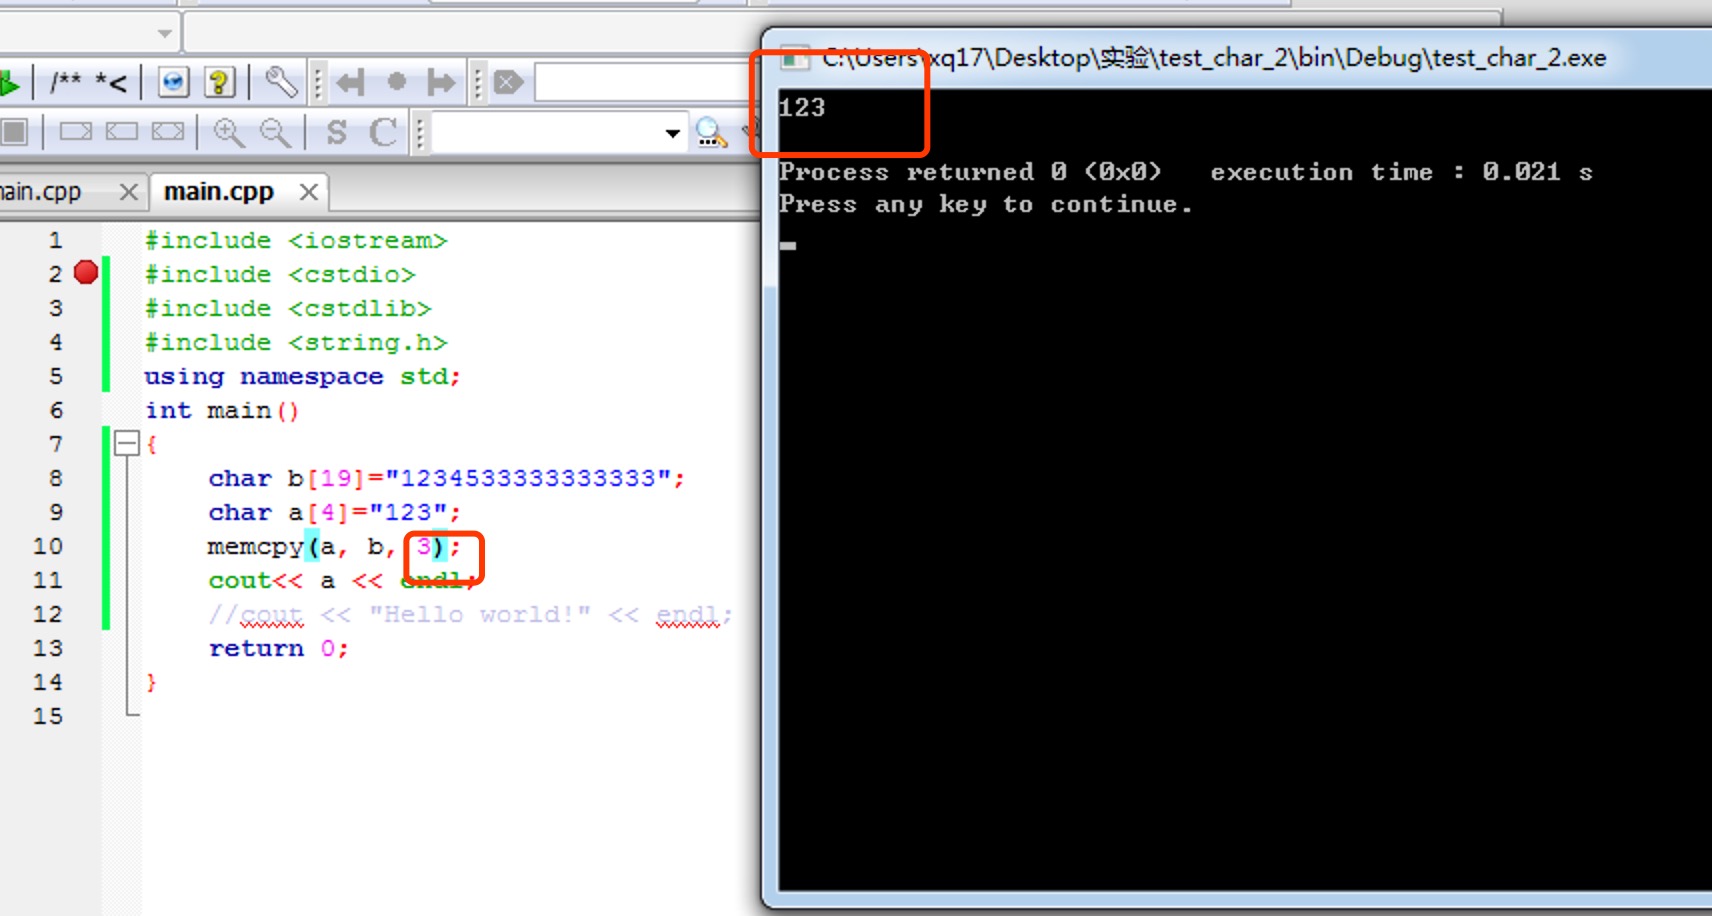 /** *<
S C
ain.cpp
main.cpp
1 #include <iostream>
2 #include <cstdio>
3 #include <cstdlib>
4 #include <string.h>
5 using namespace std;
6 int main()
7 {
8 char b[19]="1234533333333333";
9 char a[4]="123";
10 memcpy(a, b, 3);
11 cout<< a << endl;
12 //cout << "Hello world!" << endl;
13 return 0;
14 }
15
C:\Users\xq17\Desktop\实验\test_char_2\bin\Debug\test_char_2.exe
123
Process returned 0 (0x0)   execution time : 0.021 s
Press any key to continue.